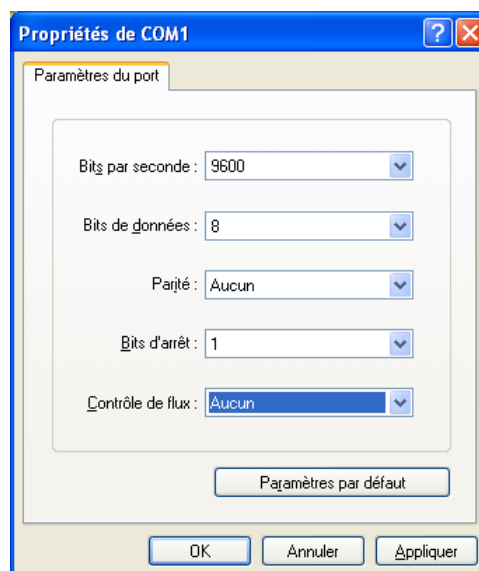 Propriétés de COM1
Paramètres du port
Bits par seconde : 9600
Bits de données : 8
Parité : Aucun
Bits d'arrêt : 1
Contrôle de flux : Aucun
Paramètres par défaut
OK Annuler Appliquer